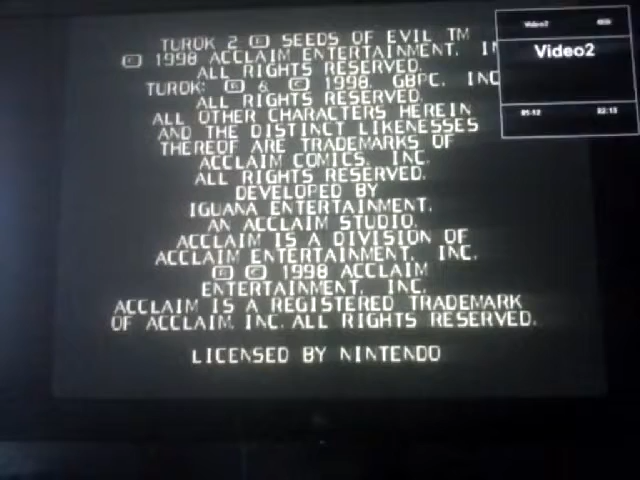 TUROK 2 © SEEDS OF EVIL TM
© 1998 ACCLAIM ENTERTAINMENT. IN
ALL RIGHTS RESERVED.
TUROK: © & © 1998, GBPC, INC
ALL RIGHTS RESERVED.
ALL OTHER CHARACTERS HEREIN
AND THE DISTINCT LIKENESSES
THEREOF ARE TRADEMARKS OF
ACCLAIM COMICS, INC.
ALL RIGHTS RESERVED.
DEVELOPED BY
IGUANA ENTERTAINMENT.
AN ACCLAIM STUDIO.
ACCLAIM IS A DIVISION OF
ACCLAIM ENTERTAINMENT, INC.
© 1998 ACCLAIM
ENTERTAINMENT, INC.
ACCLAIM IS A REGISTERED TRADEMARK
OF ACCLAIM, INC. ALL RIGHTS RESERVED.
LICENSED BY NINTENDO
Video2
Video2